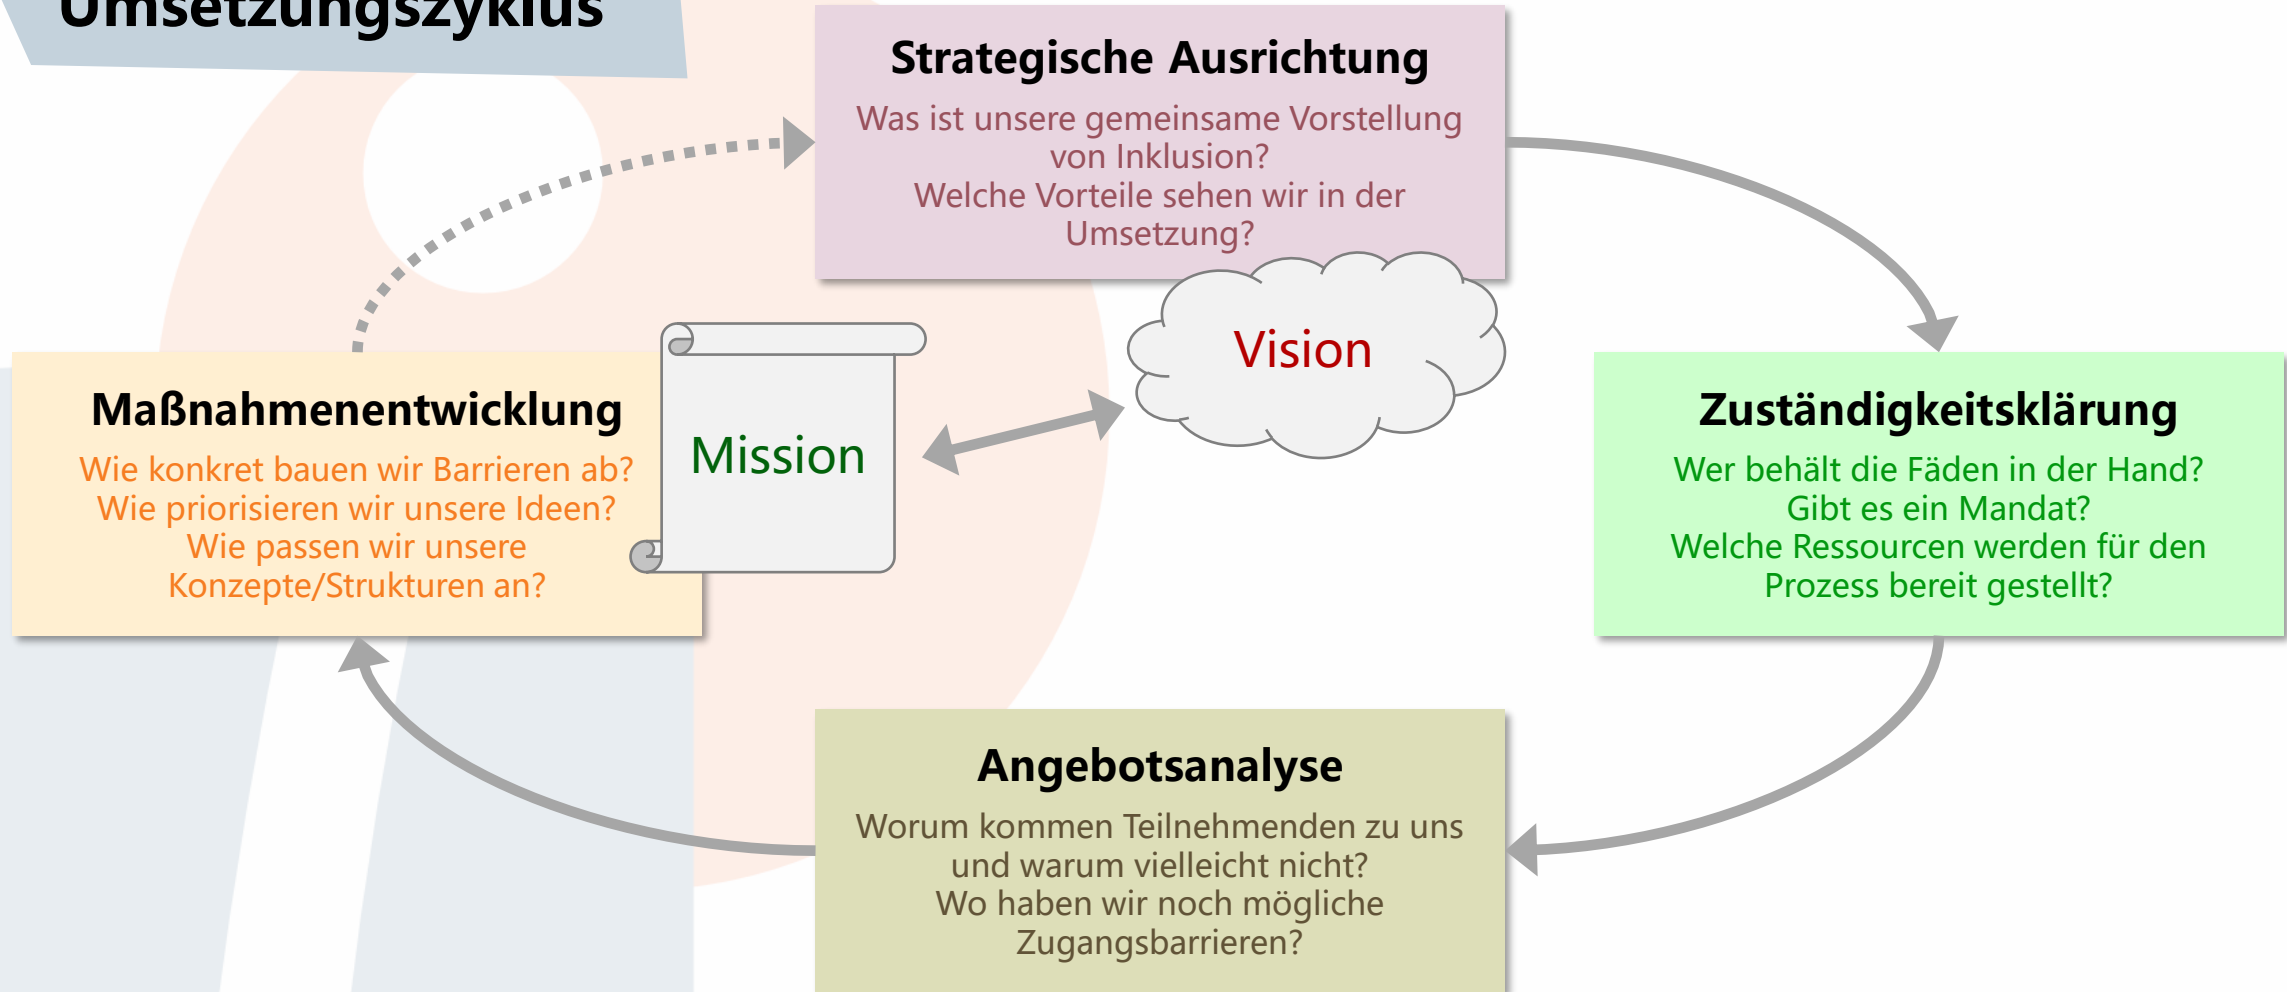 Umsetzungszyklus
Strategische Ausrichtung
Was ist unsere gemeinsame Vorstellung
von Inklusion?
Welche Vorteile sehen wir in der
Umsetzung?
Vision
Mission
Maßnahmenentwicklung
Wie konkret bauen wir Barrieren ab?
Wie priorisieren wir unsere Ideen?
Wie passen wir unsere
Konzepte/Strukturen an?
Zuständigkeitsklärung
Wer behält die Fäden in der Hand?
Gibt es ein Mandat?
Welche Ressourcen werden für den
Prozess bereit gestellt?
Angebotsanalyse
Worum kommen Teilnehmenden zu uns
und warum vielleicht nicht?
Wo haben wir noch mögliche
Zugangsbarrieren?